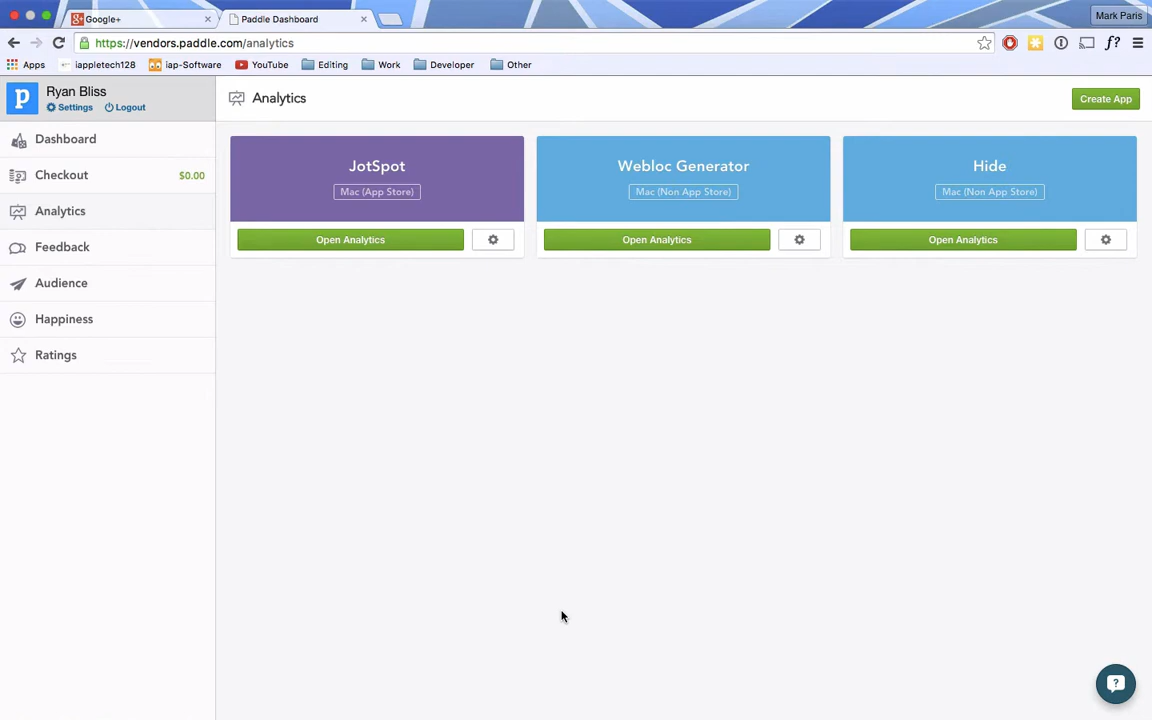 Google+
Paddle Dashboard
Mark Paris
https://vendors.paddle.com/analytics
f?
Apps
iappletech128
iap-Software
YouTube
Editing
Work
Developer
Other
p
Ryan Bliss
Settings
Logout
Analytics
Create App
Dashboard
Checkout
$0.00
Analytics
Feedback
Audience
Happiness
Ratings
JotSpot
Mac (App Store)
Open Analytics
Webloc Generator
Mac (Non App Store)
Open Analytics
Hide
Mac (Non App Store)
Open Analytics
?